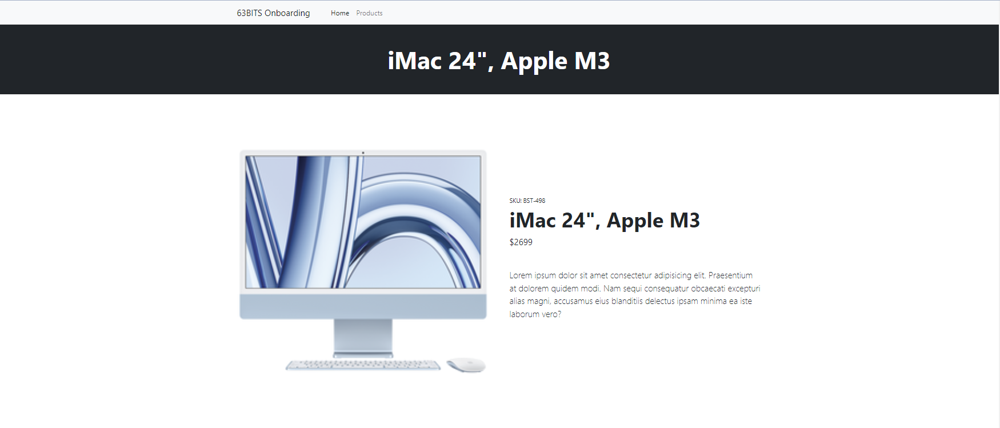 63BITS Onboarding Home Products
iMac 24", Apple M3
SKU: BST-498
iMac 24", Apple M3
$2699
Lorem ipsum dolor sit amet consectetur adipisicing elit. Praesentium
at dolorem quidem modi. Nam sequi consequatur obcaecati excepturi
alias magni, accusamus eius blanditiis delectus ipsam minima ea iste
laborum vero?